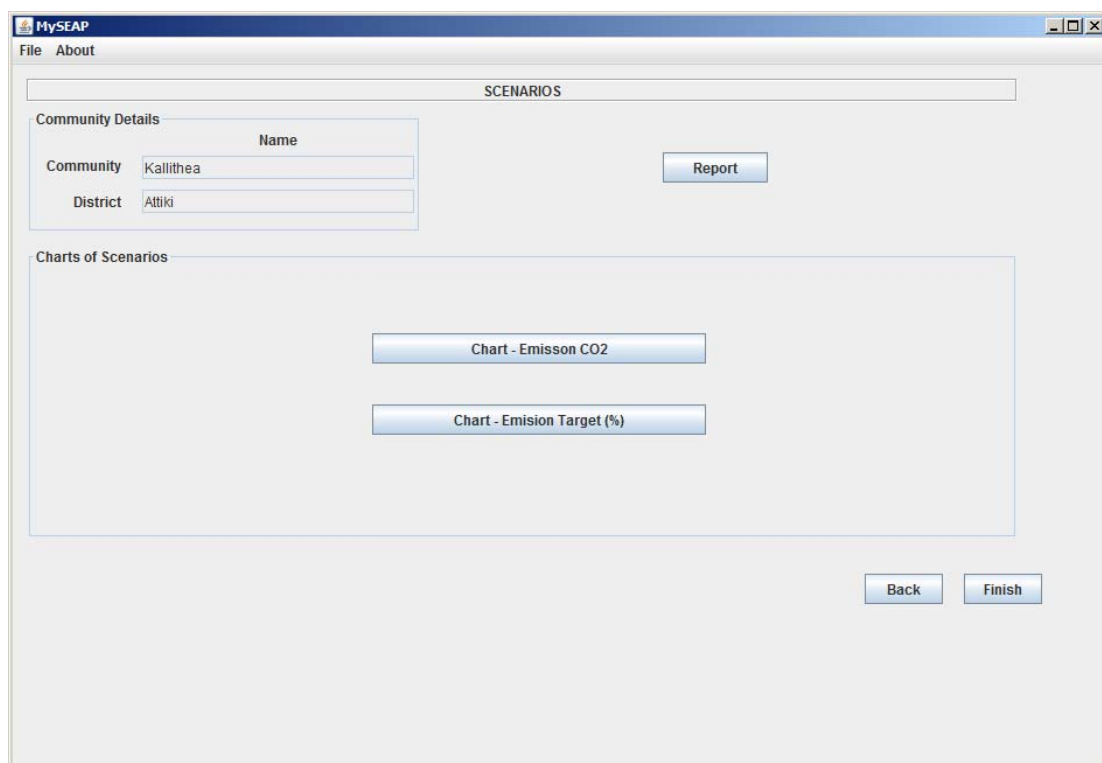 MySEAP
File About
SCENARIOS
Community Details
Name
Community Kallithea
Report
District Attiki
Charts of Scenarios
Chart - Emisson CO2
Chart - Emision Target (%)
Back Finish